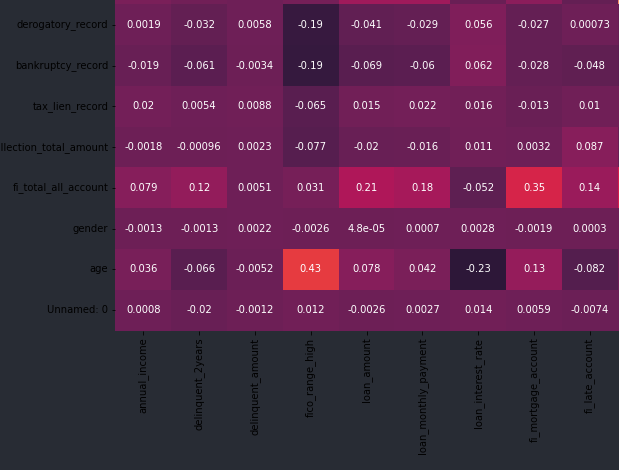 derogatory_record 0.0019 -0.032 0.0058 -0.19 -0.041 -0.029 0.056 -0.027 0.00073
bankruptcy_record -0.019 -0.061 -0.0034 -0.19 -0.069 -0.06 0.062 -0.028 -0.048
tax_lien_record 0.02 0.0054 0.0088 -0.065 0.015 0.022 0.016 -0.013 0.01
llection_total_amount -0.0018 -0.00096 0.0023 -0.077 -0.02 -0.016 0.011 0.0032 0.087
fi_total_all_account 0.079 0.12 0.0051 0.031 0.21 0.18 -0.052 0.35 0.14
gender -0.0013 -0.0013 0.0022 -0.0026 4.8e-05 0.0007 0.0028 -0.0019 0.0003
age 0.036 -0.066 -0.0052 0.43 0.078 0.042 -0.23 0.13 -0.082
Unnamed: 0 0.0008 -0.02 -0.0012 0.012 -0.0026 0.0027 0.014 0.0059 -0.0074
annual_income
delinquent_2years
delinquent_amount
fico_range_high
loan_amount
loan_monthly_payment
loan_interest_rate
fi_mortgage_account
fi_late_account